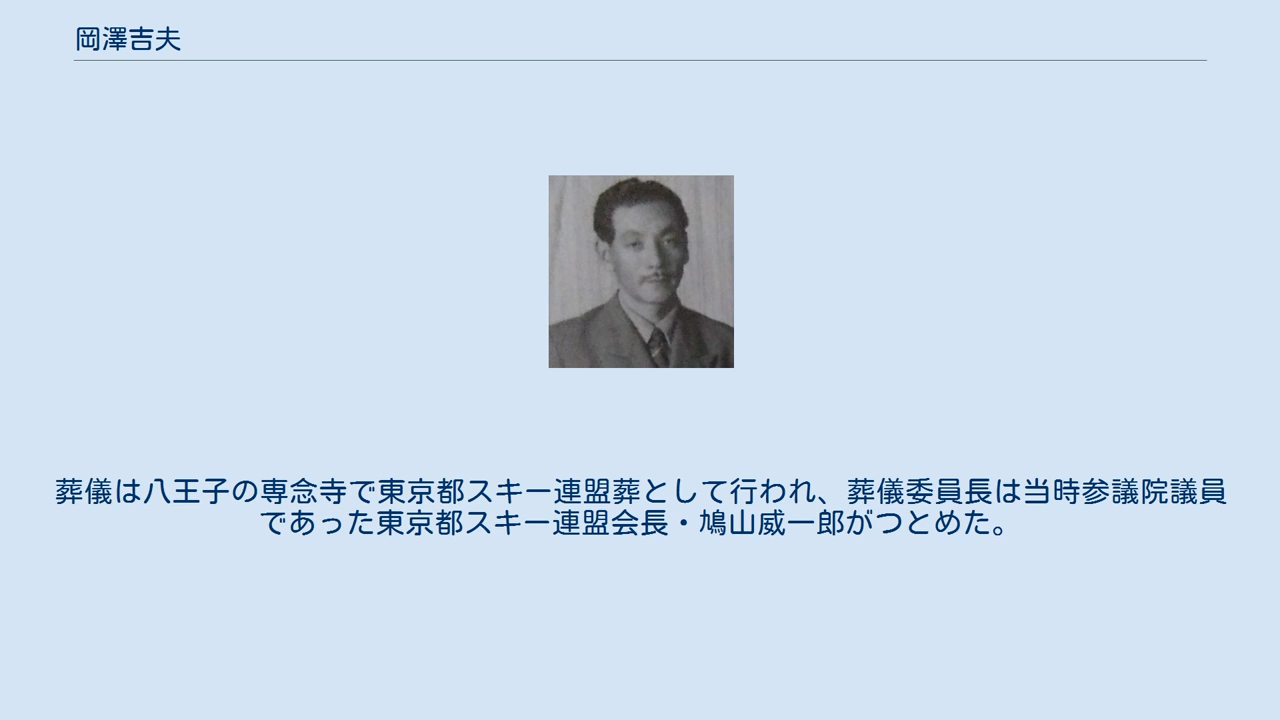 岡澤吉夫
葬儀は八王子の専念寺で東京都スキー連盟葬として行われ、葬儀委員長は当時参議院議員
であった東京都スキー連盟会長・鳩山威一郎がつとめた。